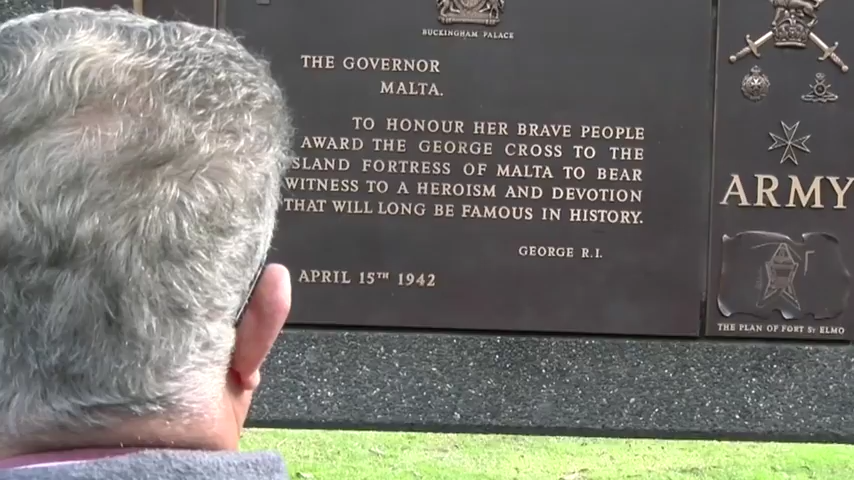 BUCKINGHAM PALACE
THE GOVERNOR
MALTA.
TO HONOUR HER BRAVE PEOPLE
AWARD THE GEORGE CROSS TO THE
SLAND FORTRESS OF MALTA TO BEAR
WITNESS TO A HEROISM AND DEVOTION
THAT WILL LONG BE FAMOUS IN HISTORY.
GEORGE R.I.
APRIL 15TH 1942
ARMY
THE PLAN OF FORT ST ELMO